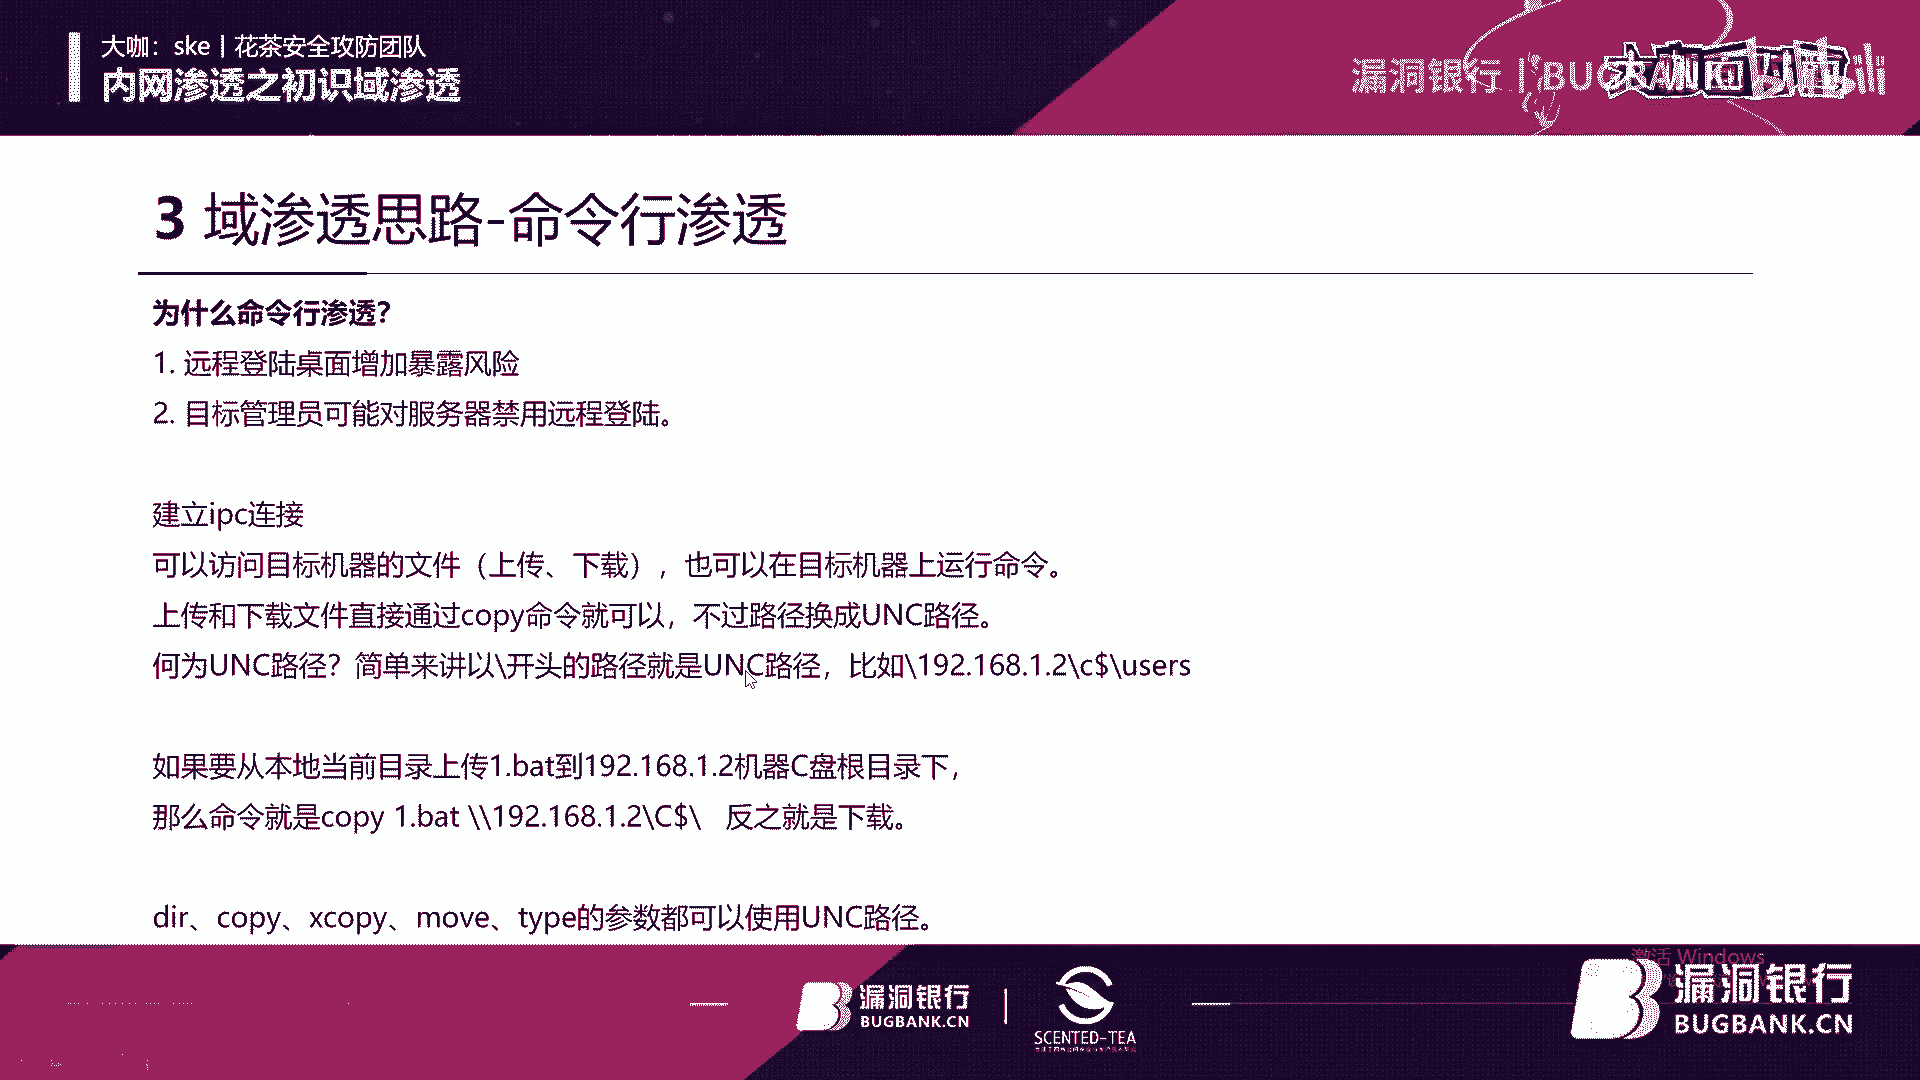 大咖：ske | 花茶安全攻防团队
内网渗透之初识域渗透
漏洞银行 | BUGBANK
大咖面对面
3 域渗透思路-命令行渗透
为什么命令行渗透？
1. 远程登陆桌面增加暴露风险
2. 目标管理员可能对服务器禁用远程登陆。
建立ipc连接
可以访问目标机器的文件（上传、下载），也可以在目标机器上运行命令。
上传和下载文件直接通过copy命令就可以，不过路径换成UNC路径。
何为UNC路径？简单来讲以\开头的路径就是UNC路径，比如\192.168.1.2\c$\users
如果要从本地当前目录上传1.bat到192.168.1.2机器C盘根目录下，
那么命令就是copy 1.bat \\192.168.1.2\C$\ 反之就是下载。
dir、copy、xcopy、move、type的参数都可以使用UNC路径。
激活 Windows
漏洞银行
BUGBANK.CN
SCENTED-TEA
漏洞银行
BUGBANK.CN